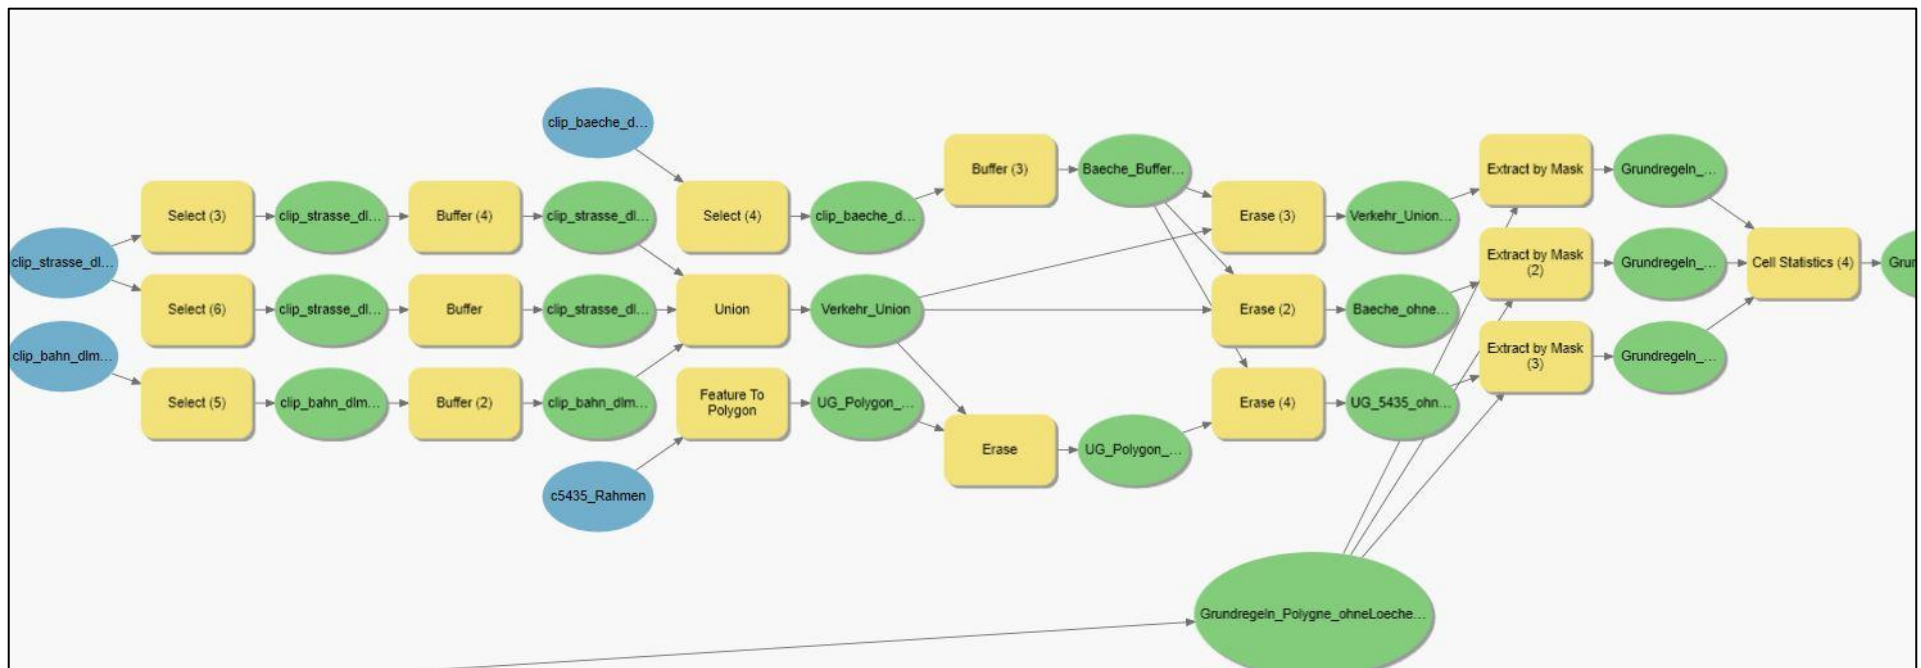 clip_baeche_d...
Buffer (3)
Baeche_Buffer...
Extract by Mask
Grundregeln_...
Select (3)
clip_strasse_dl...
Buffer (4)
clip_strasse_dl...
Select (4)
clip_baeche_d...
Erase (3)
Verkehr_Union...
clip_strasse_dl...
Extract by Mask
(2)
Grundregeln_...
Cell Statistics (4)
Grur
Select (6)
clip_strasse_dl...
Buffer
clip_strasse_dl...
Union
Verkehr_Union
Erase (2)
Baeche_ohne...
clip_bahn_dlm...
Extract by Mask
(3)
Grundregeln_...
Select (5)
clip_bahn_dlm...
Buffer (2)
clip_bahn_dlm...
Feature To
Polygon
UG_Polygon_...
Erase (4)
UG_5435_ohn...
Erase
UG_Polygon_...
c5435_Rahmen
Grundregeln_Polygne_ohneLoeche...